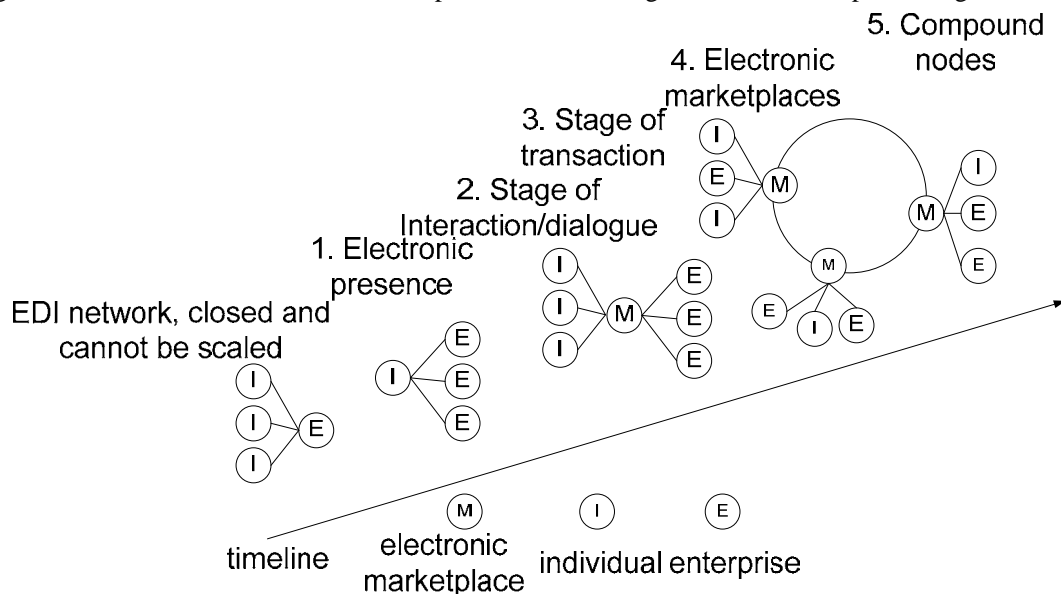 5. Compound
nodes
4. Electronic
marketplaces
3. Stage of
transaction
2. Stage of
Interaction/dialogue
1. Electronic
presence
EDI network, closed and
cannot be scaled
I
I
I
E
I
E
E
E
I
I
I
M
E
E
E
I
E
I
M
M
I
E
E
M
E
I
E
M
I
E
timeline
electronic
marketplace
individual
enterprise